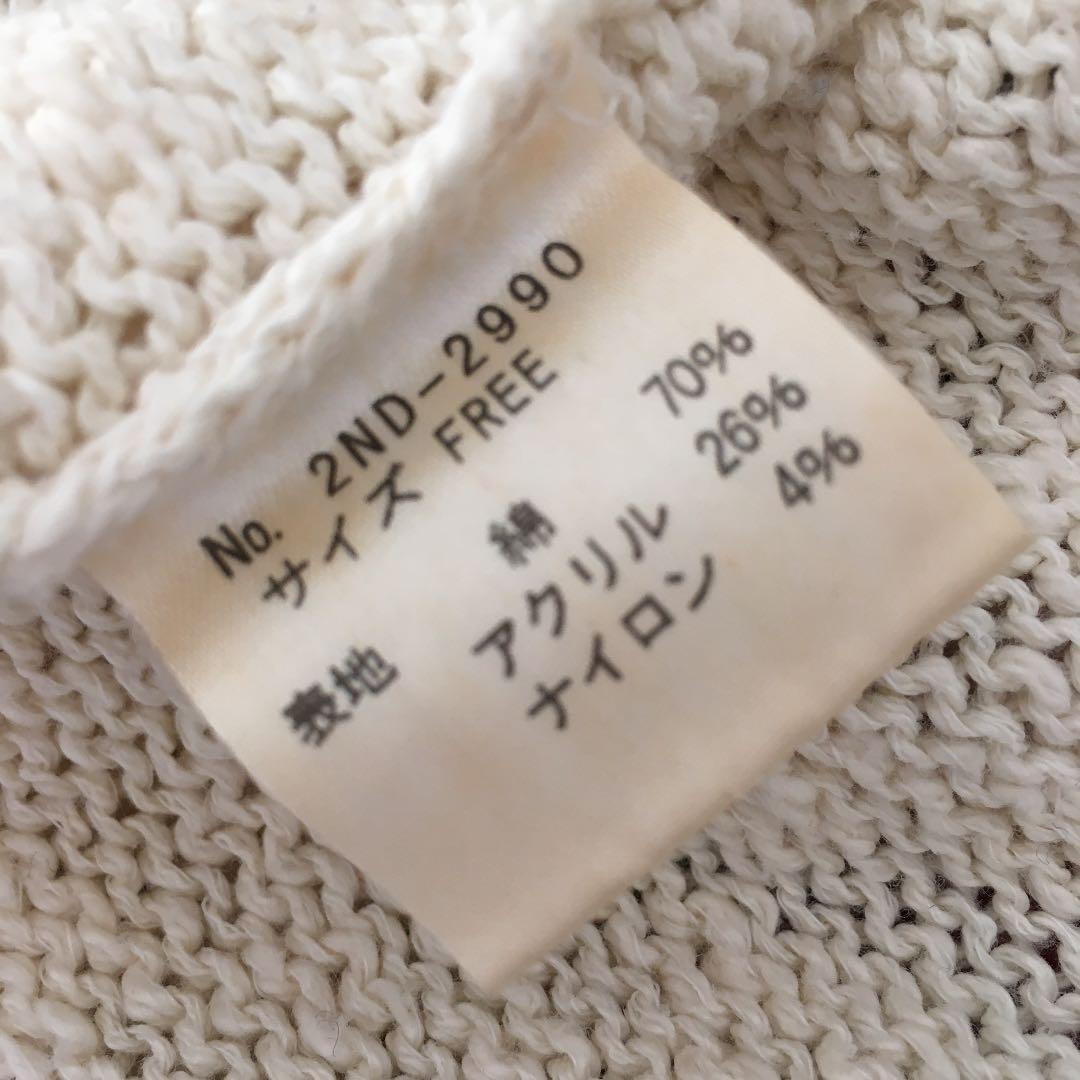 No. 2ND-2990
サイズ FREE
表地 綿 70%
アクリル 26%
ナイロン 4%